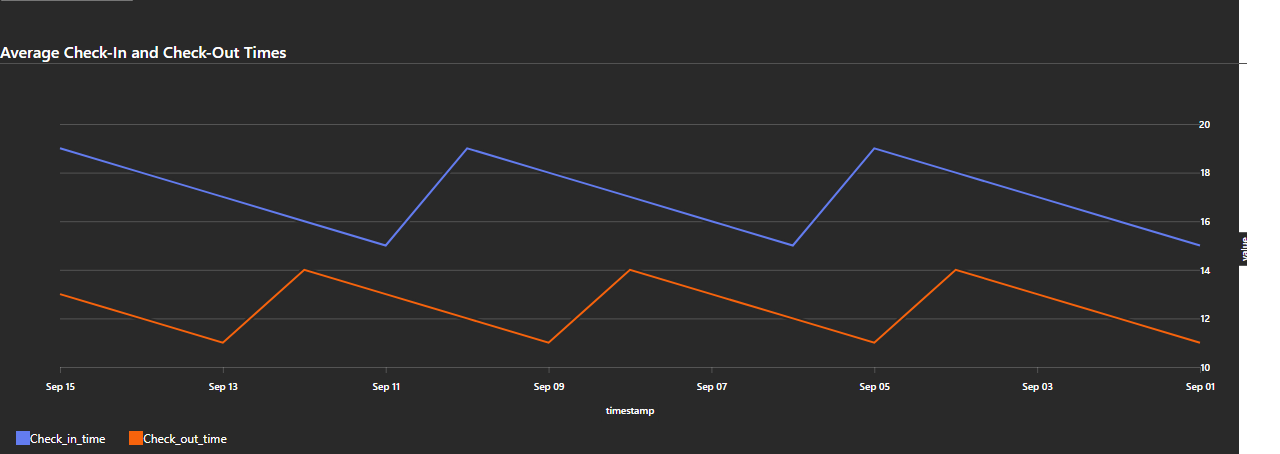 Average Check-In and Check-Out Times
20
18
16
14
12
10
value
Sep 15 Sep 13 Sep 11 Sep 09 Sep 07 Sep 05 Sep 03 Sep 01
timestamp
Check_in_time Check_out_time